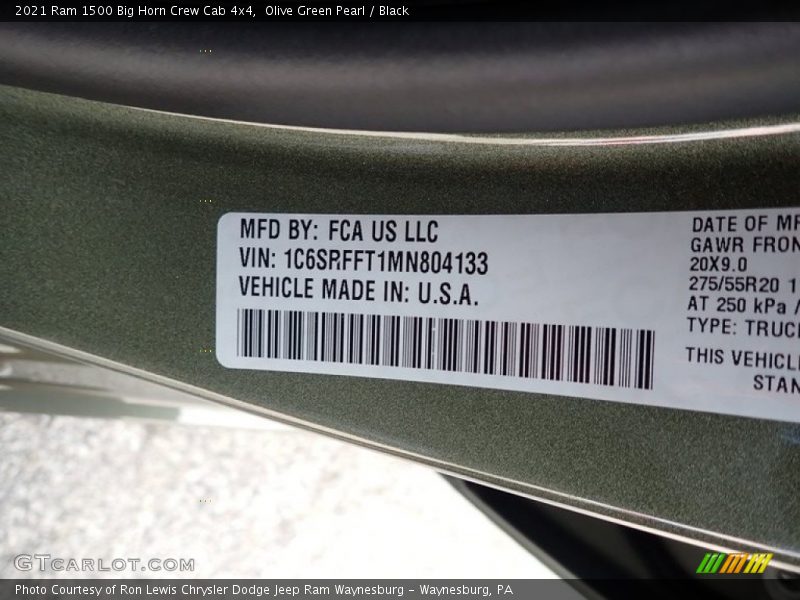 2021 Ram 1500 Big Horn Crew Cab 4x4,  Olive Green Pearl / Black
MFD BY: FCA US LLC
VIN: 1C6SRFFT1MN804133
VEHICLE MADE IN: U.S.A.
DATE OF MF
GAWR FRON
20X9.0
275/55R20 1
AT 250 kPa /
TYPE: TRUCK
THIS VEHICL
STAN
GTCARLOT.COM
Photo Courtesy of Ron Lewis Chrysler Dodge Jeep Ram Waynesburg - Waynesburg, PA